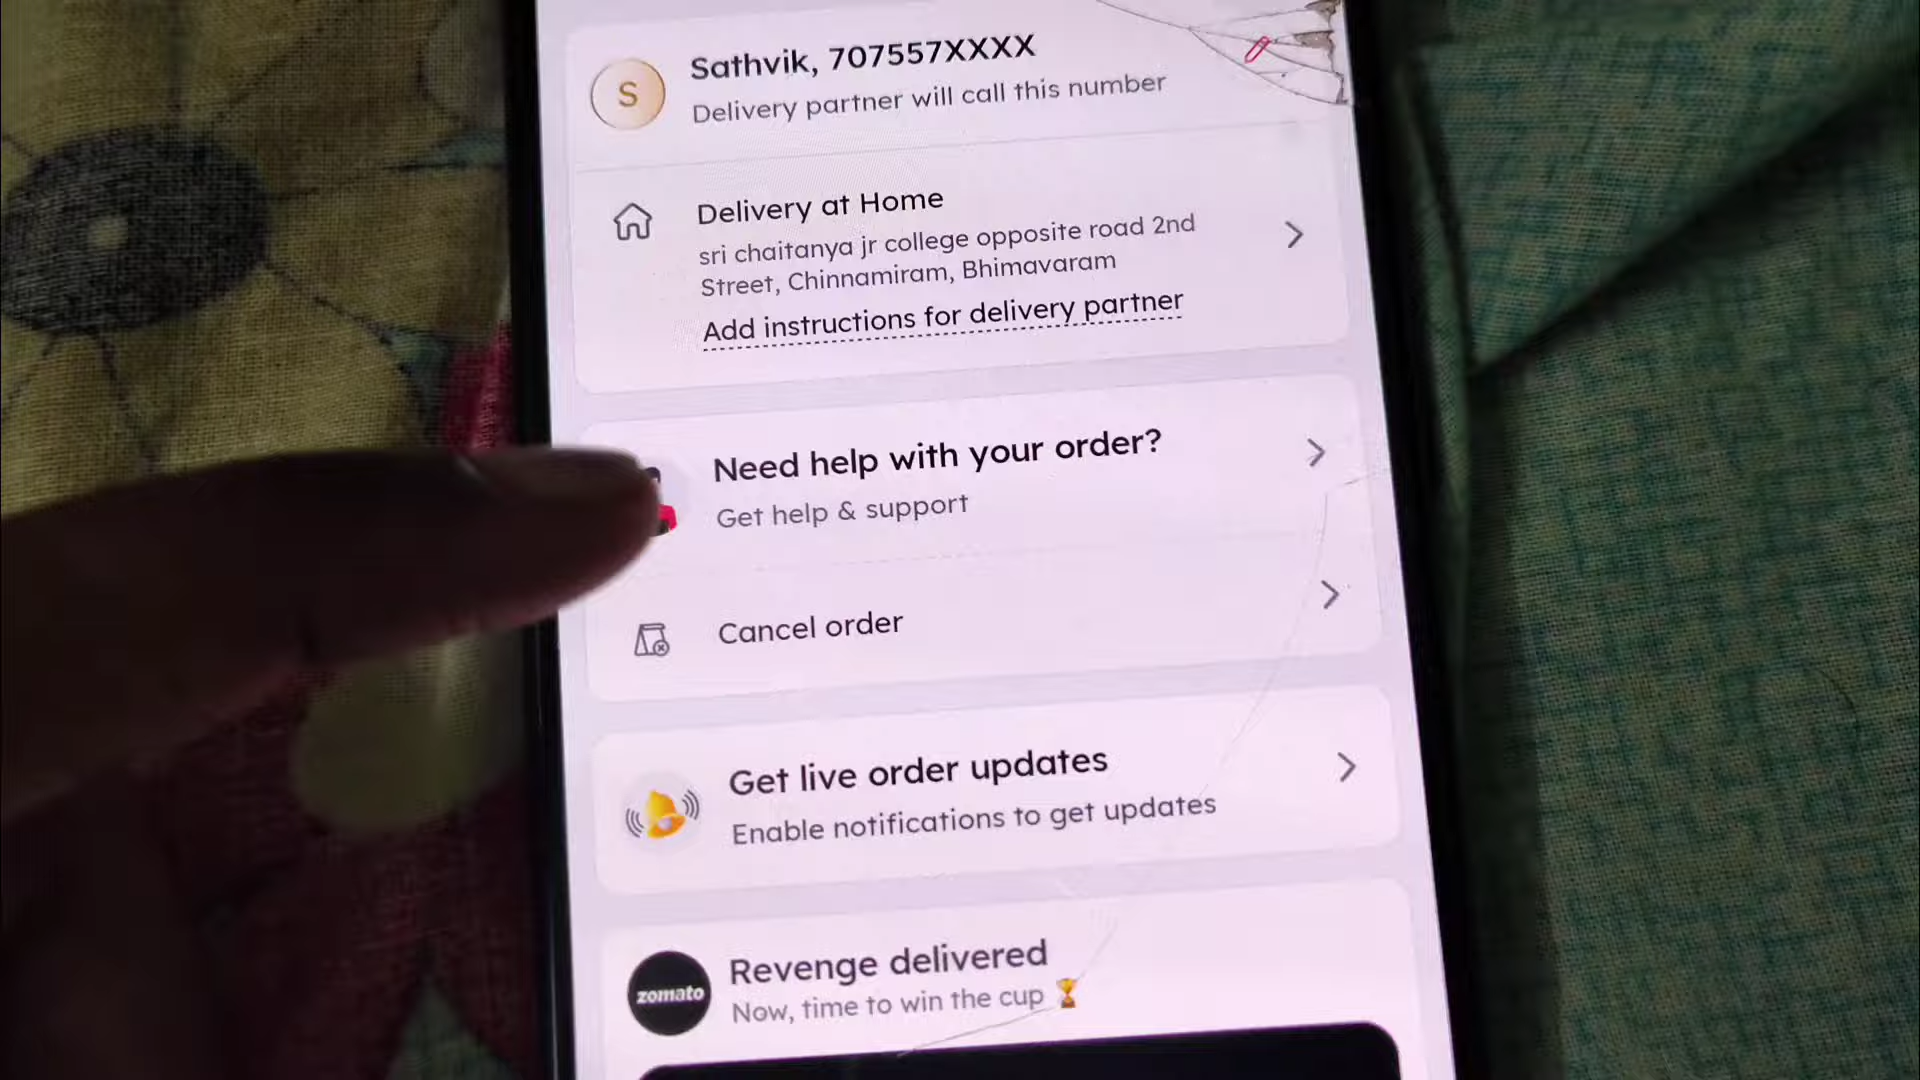 S
Sathvik, 707557XXXX
Delivery partner will call this number
Delivery at Home
sri chaitanya jr college opposite road 2nd
Street, Chinnamiram, Bhimavaram
Add instructions for delivery partner
Need help with your order?
Get help & support
Cancel order
Get live order updates
Enable notifications to get updates
zomato
Revenge delivered
Now, time to win the cup 🏆